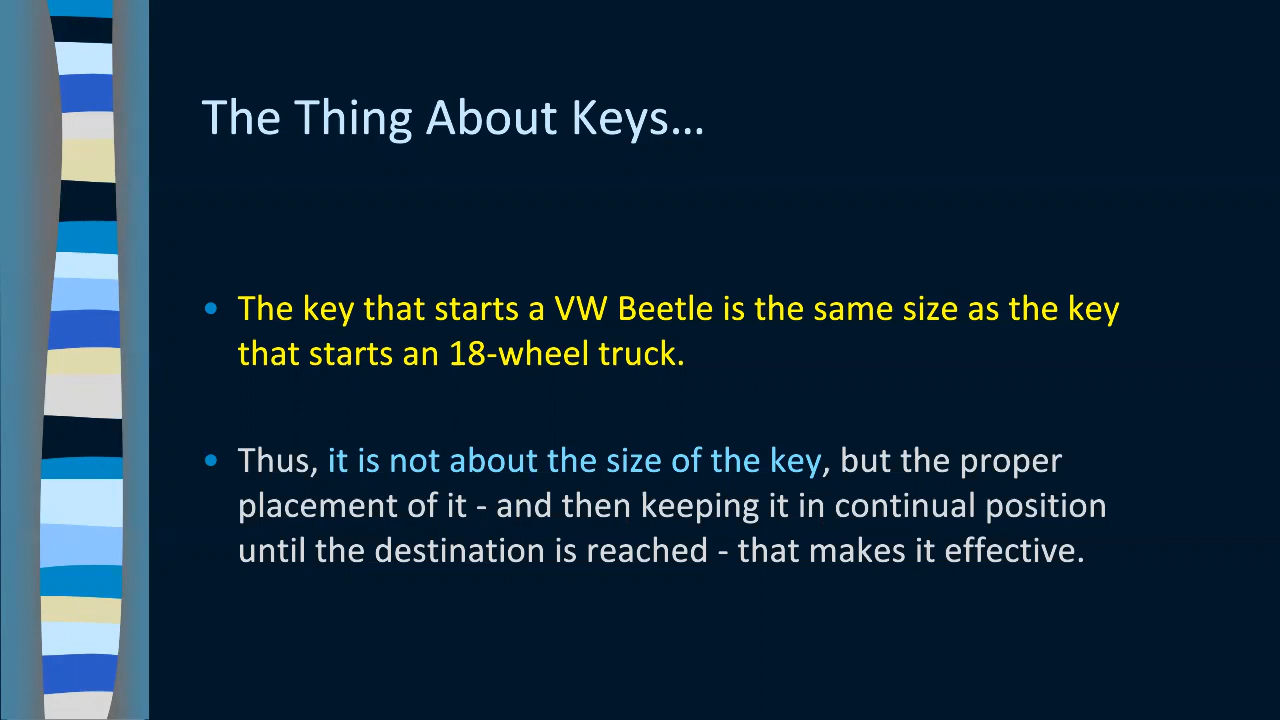 The Thing About Keys...
• The key that starts a VW Beetle is the same size as the key
that starts an 18-wheel truck.
• Thus, it is not about the size of the key, but the proper
placement of it - and then keeping it in continual position
until the destination is reached - that makes it effective.